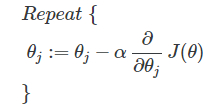 Repeat {
θj := θj − α ∂/∂θj J(θ)
}